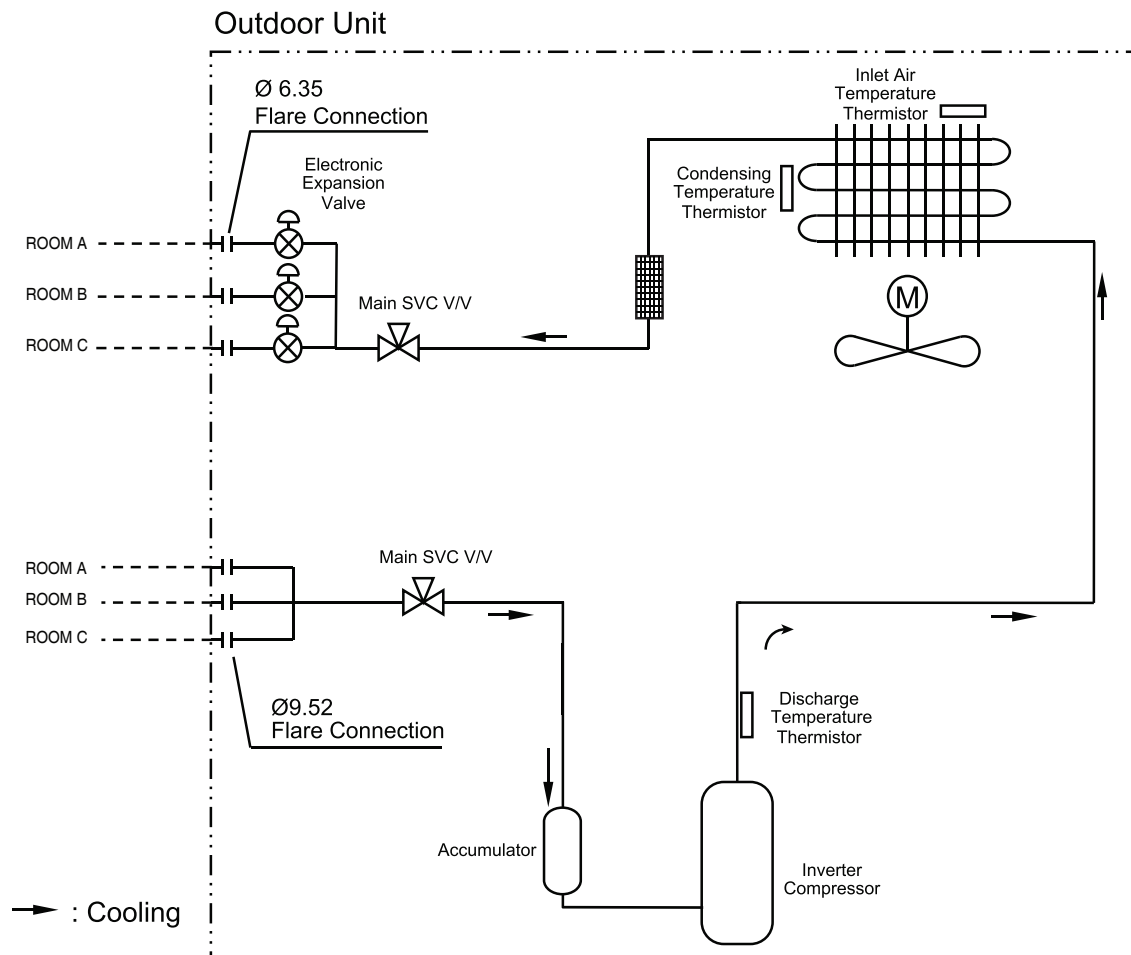 Outdoor Unit
Ø 6.35
Flare Connection
Inlet Air
Temperature
Thermistor
Electronic
Expansion
Valve
Condensing
Temperature
Thermistor
ROOM A
ROOM B
ROOM C
Main SVC V/V
M
ROOM A
ROOM B
ROOM C
Main SVC V/V
Ø9.52
Flare Connection
Discharge
Temperature
Thermistor
Accumulator
Inverter
Compressor
: Cooling